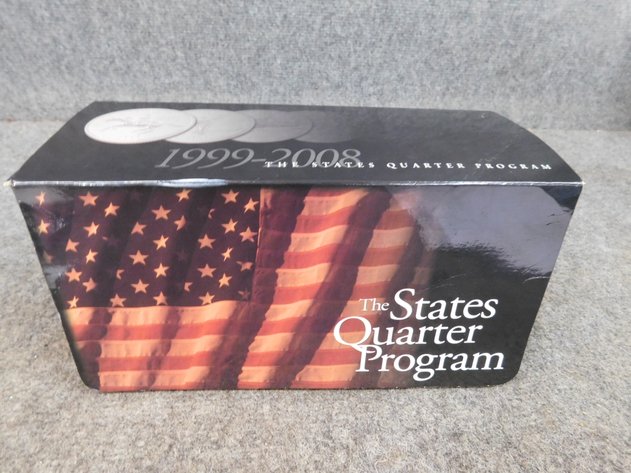 1999-2008
THE STATES QUARTER PROGRAM
The States
Quarter
Program